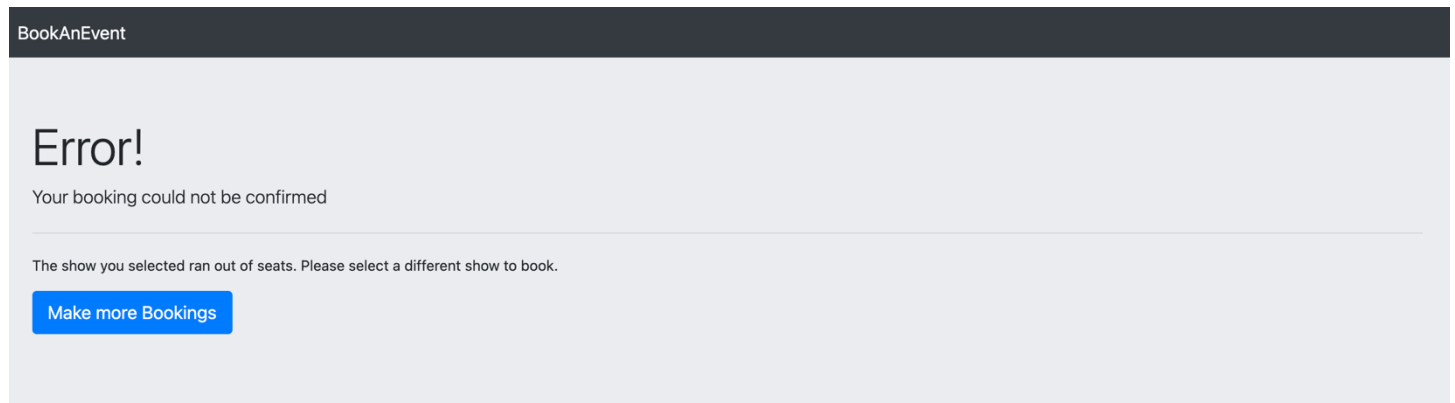 BookAnEvent
Error!
Your booking could not be confirmed
The show you selected ran out of seats. Please select a different show to book.
Make more Bookings